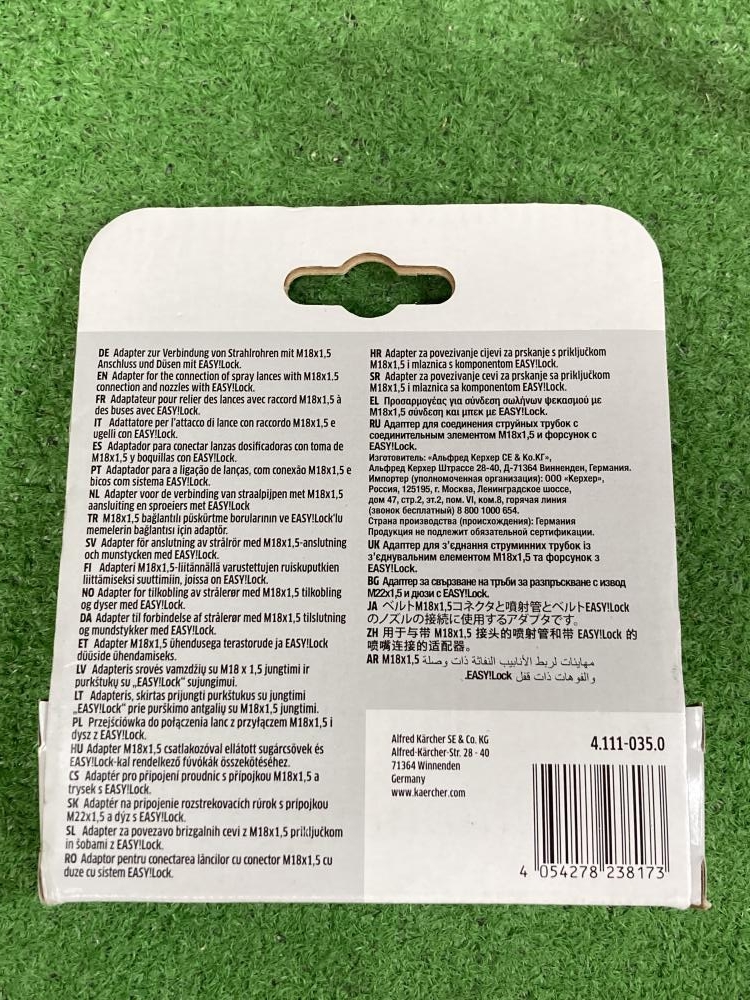 DE Adapter zur Verbindung von Strahlrohren mit M18x1,5
Anschluss und Düsen mit EASY!Lock.
EN Adapter for the connection of spray lances with M18x1.5
connection and nozzles with EASY!Lock.
FR Adaptateur pour relier des lances avec raccord M18x1,5 à
des buses avec EASY!Lock.
IT Adattatore per l'attacco di lance con raccordo M18x1,5 e
ugelli con EASY!Lock.
ES Adaptador para conectar lanzas dosificadoras con toma de
M18x1,5 y boquillas con EASY!Lock.
PT Adaptador para a ligação de lanças, com conexão M18x1,5 e
bicos com sistema EASY!Lock.
NL Adapter voor de verbinding van straalpijpen met M18x1,5
aansluiting en sproeiers met EASY!Lock
TR M18x1,5 bağlantılı püskürtme borularının ve EASY!Lock'lu
memelerin bağlantısı için adaptör.
SV Adapter för anslutning av strålrör med M18x1,5-anslutning
och munstycken med EASY!Lock.
FI Adapteri M18x1,5-liitännällä varustettujen ruiskuputkien
liittämiseksi suuttimiin, joissa on EASY!Lock.
NO Adapter for tilkobling av strålerør med M18x1,5 tilkobling
og dyser med EASY!Lock.
DA Adapter til forbindelse af strålerør med M18x1,5 tilslutning
og mundstykker med EASY!Lock.
ET Adapter M18x1,5 ühendusega terastorude ja EASY!Lock
düüside ühendamiseks.
LV Adapteris srovės vamzdžių su M18 x 1,5 jungtimi ir
purkštukų su „EASY!Lock" sujungimui.
LT Adapteris, skirtas prijungti purkštukus su jungtimi
„EASY!Lock" prie purškimo antgalių su M18x1,5 jungtimi.
PL Przejściówka do połączenia lanc z przyłączem M18x1,5 i
dysz z EASY!Lock.
HU Adapter M18x1,5 csatlakozóval ellátott sugárcsövek és
EASY!Lock-kal rendelkező fúvókák összekötéséhez.
CS Adaptér pro připojení proudnic s přípojkou M18x1,5 a
trysek s EASY!Lock.
SK Adaptér na pripojenie rozstrekovacích rúrok s prípojkou
M22x1,5 a dýz s EASY!Lock.
SL Adapter za povezavo brizgalnih cevi z M18x1,5 priključkom
in šobami z EASY!Lock.
RO Adaptor pentru conectarea lăncilor cu conector M18x1,5 cu
duze cu sistem EASY!Lock.
HR Adapter za povezivanje cijevi za prskanje s priključkom
M18x1,5 i mlaznica s komponentom EASY!Lock.
SR Adapter za povezivanje cevi za prskanje sa priključkom
M18x1,5 i mlaznica sa komponentom EASY!Lock.
EL Προσαρμογέας για σύνδεση σωλήνων ψεκασμού με
M18x1,5 σύνδεση και μπεκ με EASY!Lock.
RU Адаптер для соединения струйных трубок с
соединительным элементом M18x1,5 и форсунок с
EASY!Lock.
Изготовитель: «Альфред Керхер СЕ & Ко.КГ»,
Альфред Керхер Штрассе 28-40, Д-71364 Винненден, Германия.
Импортер (уполномоченная организация): ООО «Керхер»,
Россия, 125195, г. Москва, Ленинградское шоссе,
дом 47, стр.2, эт.2, пом. VI, ком.8, горячая линия
(звонок бесплатный) 8 800 1000 654.
Страна производства (происхождения): Германия
Продукция не подлежит обязательной сертификации.
UK Адаптер для з'єднання струминних трубок із
з'єднувальним елементом M18x1,5 та форсунок з
EASY!Lock.
BG Адаптер за свързване на тръби за разпръскване с извод
M22x1,5 и дюзи с EASY!Lock.
JA ベルトM18x1,5コネクタと噴射管とベルトEASY!Lock
のノズルの接続に使用するアダプタです。
ZH 用于与带 M18x1,5 接头的喷射管和带 EASY!Lock 的
喷嘴连接的适配器。
AR مهايئات لربط الأنابيب النفاثة ذات وصلة M18x1,5
والفوهات ذات قفل EASY!Lock.
Alfred Kärcher SE & Co. KG
Alfred-Kärcher-Str. 28 - 40
71364 Winnenden
Germany
www.kaercher.com
4.111-035.0
4 054278 238173